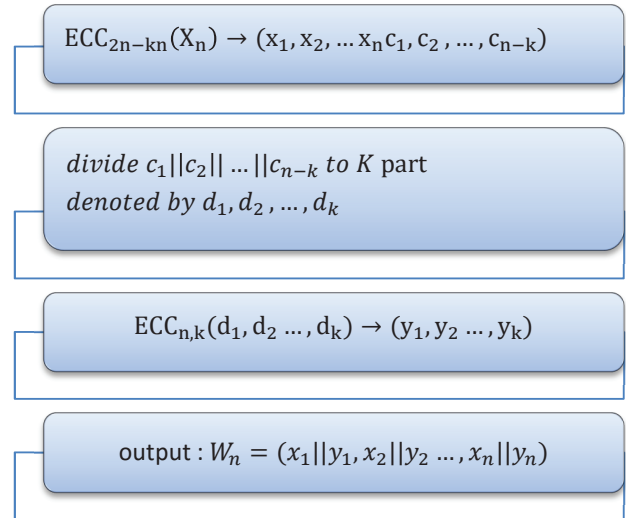 ECC₂ₙ₋ₖₙ(Xₙ) → (x₁, x₂, … xₙc₁, c₂ , … , cₙ₋ₖ)
divide c₁||c₂|| … ||cₙ₋ₖ to K part
denoted by d₁, d₂ , … , dₖ
ECCₙ,ₖ(d₁, d₂ … , dₖ) → (y₁, y₂ … , yₖ)
output : Wₙ = (x₁||y₁, x₂||y₂ … , xₙ||yₙ)